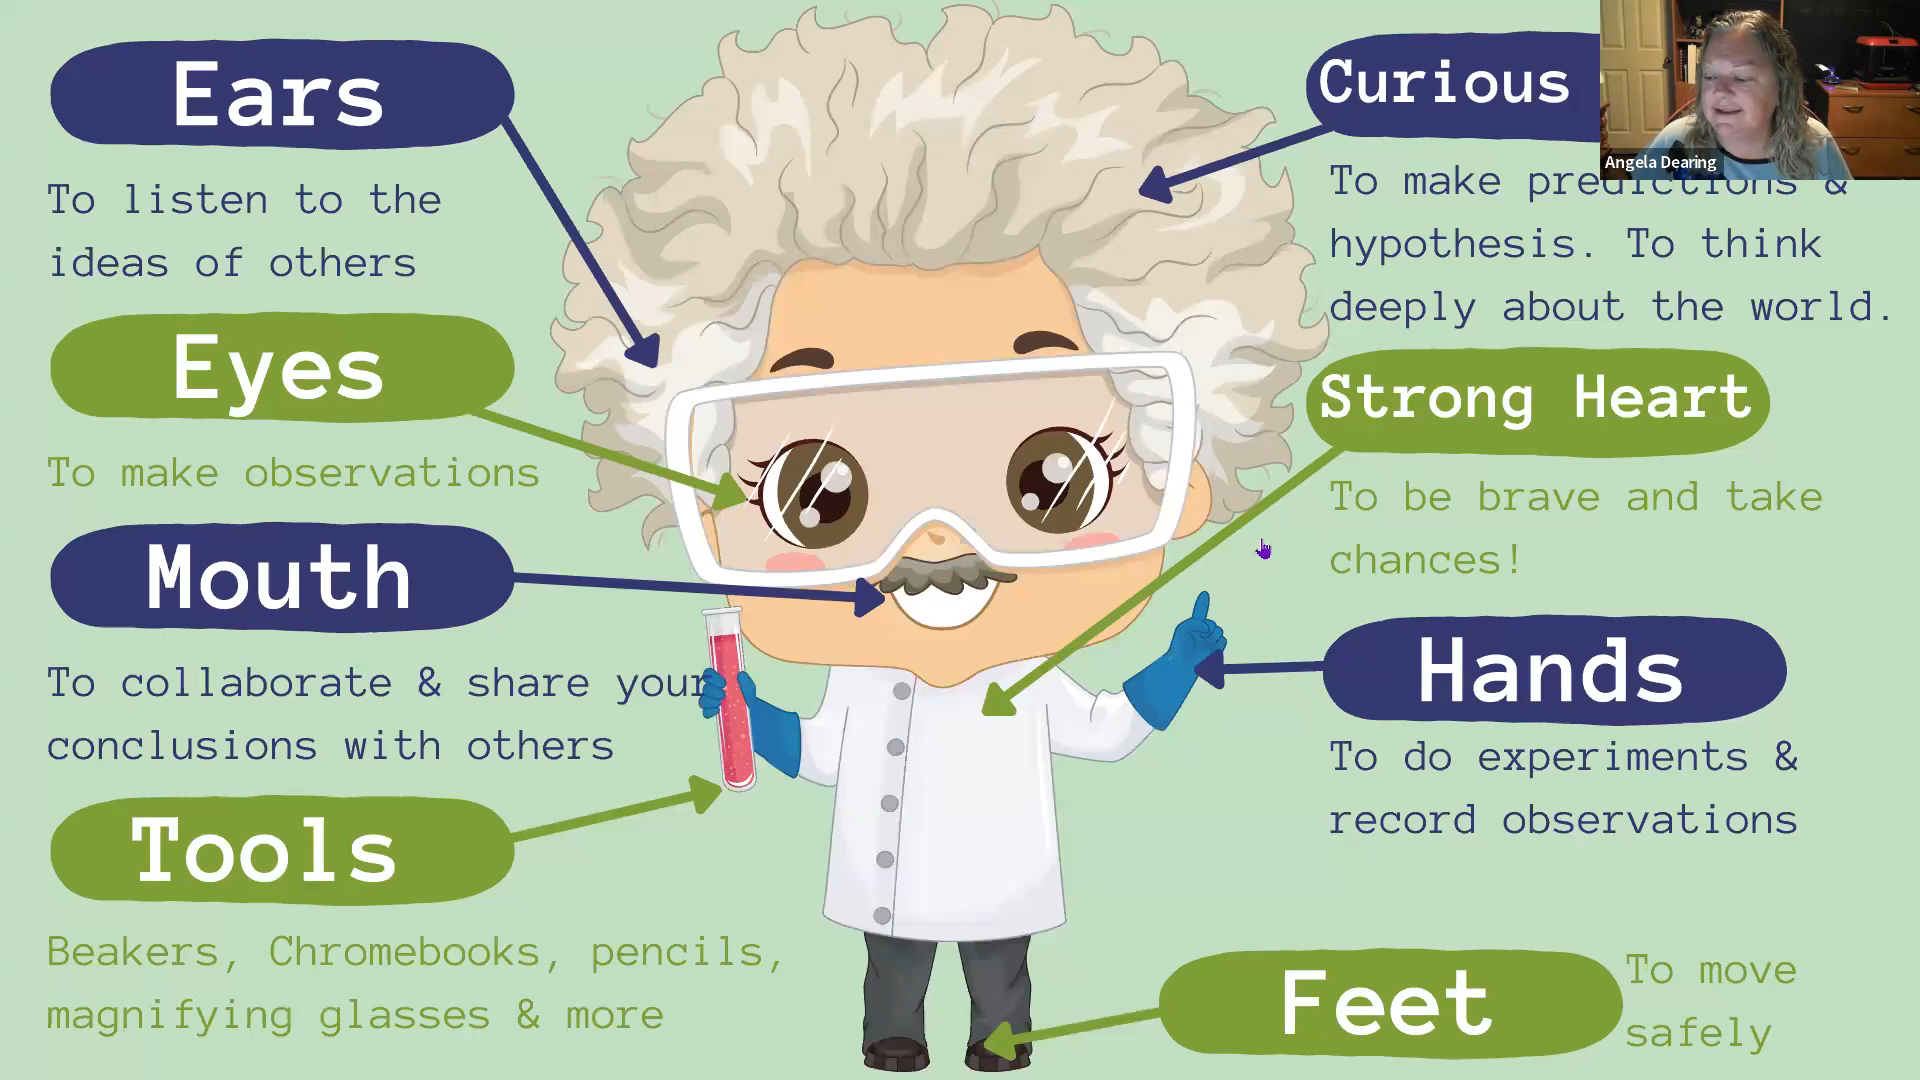 Ears
To listen to the
ideas of others
Eyes
To make observations
Mouth
To collaborate & share your
conclusions with others
Tools
Beakers, Chromebooks, pencils,
magnifying glasses & more
Curious
Angela Dearing
To make predictions &
hypothesis. To think
deeply about the world.
Strong Heart
To be brave and take
chances!
Hands
To do experiments &
record observations
Feet
To move
safely